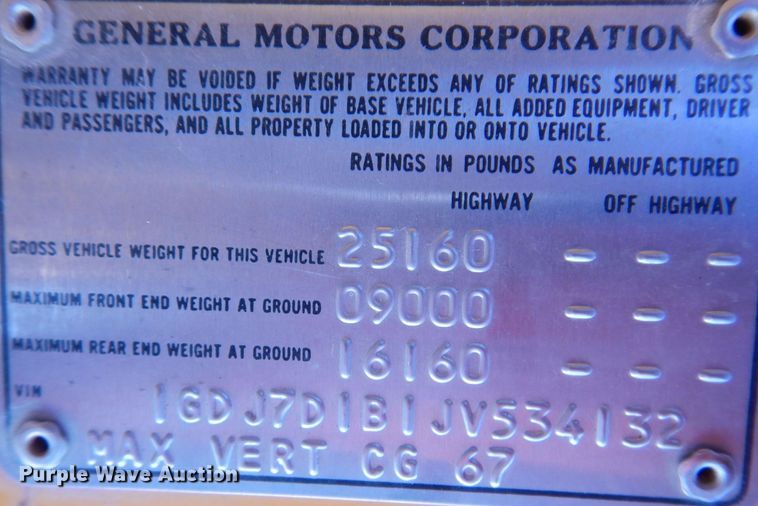 GENERAL MOTORS CORPORATION
WARRANTY MAY BE VOIDED IF WEIGHT EXCEEDS ANY OF RATINGS SHOWN. GROSS
VEHICLE WEIGHT INCLUDES WEIGHT OF BASE VEHICLE, ALL ADDED EQUIPMENT, DRIVER
AND PASSENGERS, AND ALL PROPERTY LOADED INTO OR ONTO VEHICLE.
RATINGS IN POUNDS AS MANUFACTURED
HIGHWAY OFF HIGHWAY
GROSS VEHICLE WEIGHT FOR THIS VEHICLE 25160 - - -
MAXIMUM FRONT END WEIGHT AT GROUND 09000 - - -
MAXIMUM REAR END WEIGHT AT GROUND 16160 - - -
VIN 1GDJ7D1B1JV534132
MAX VERT CG 67
Purple Wave Auction